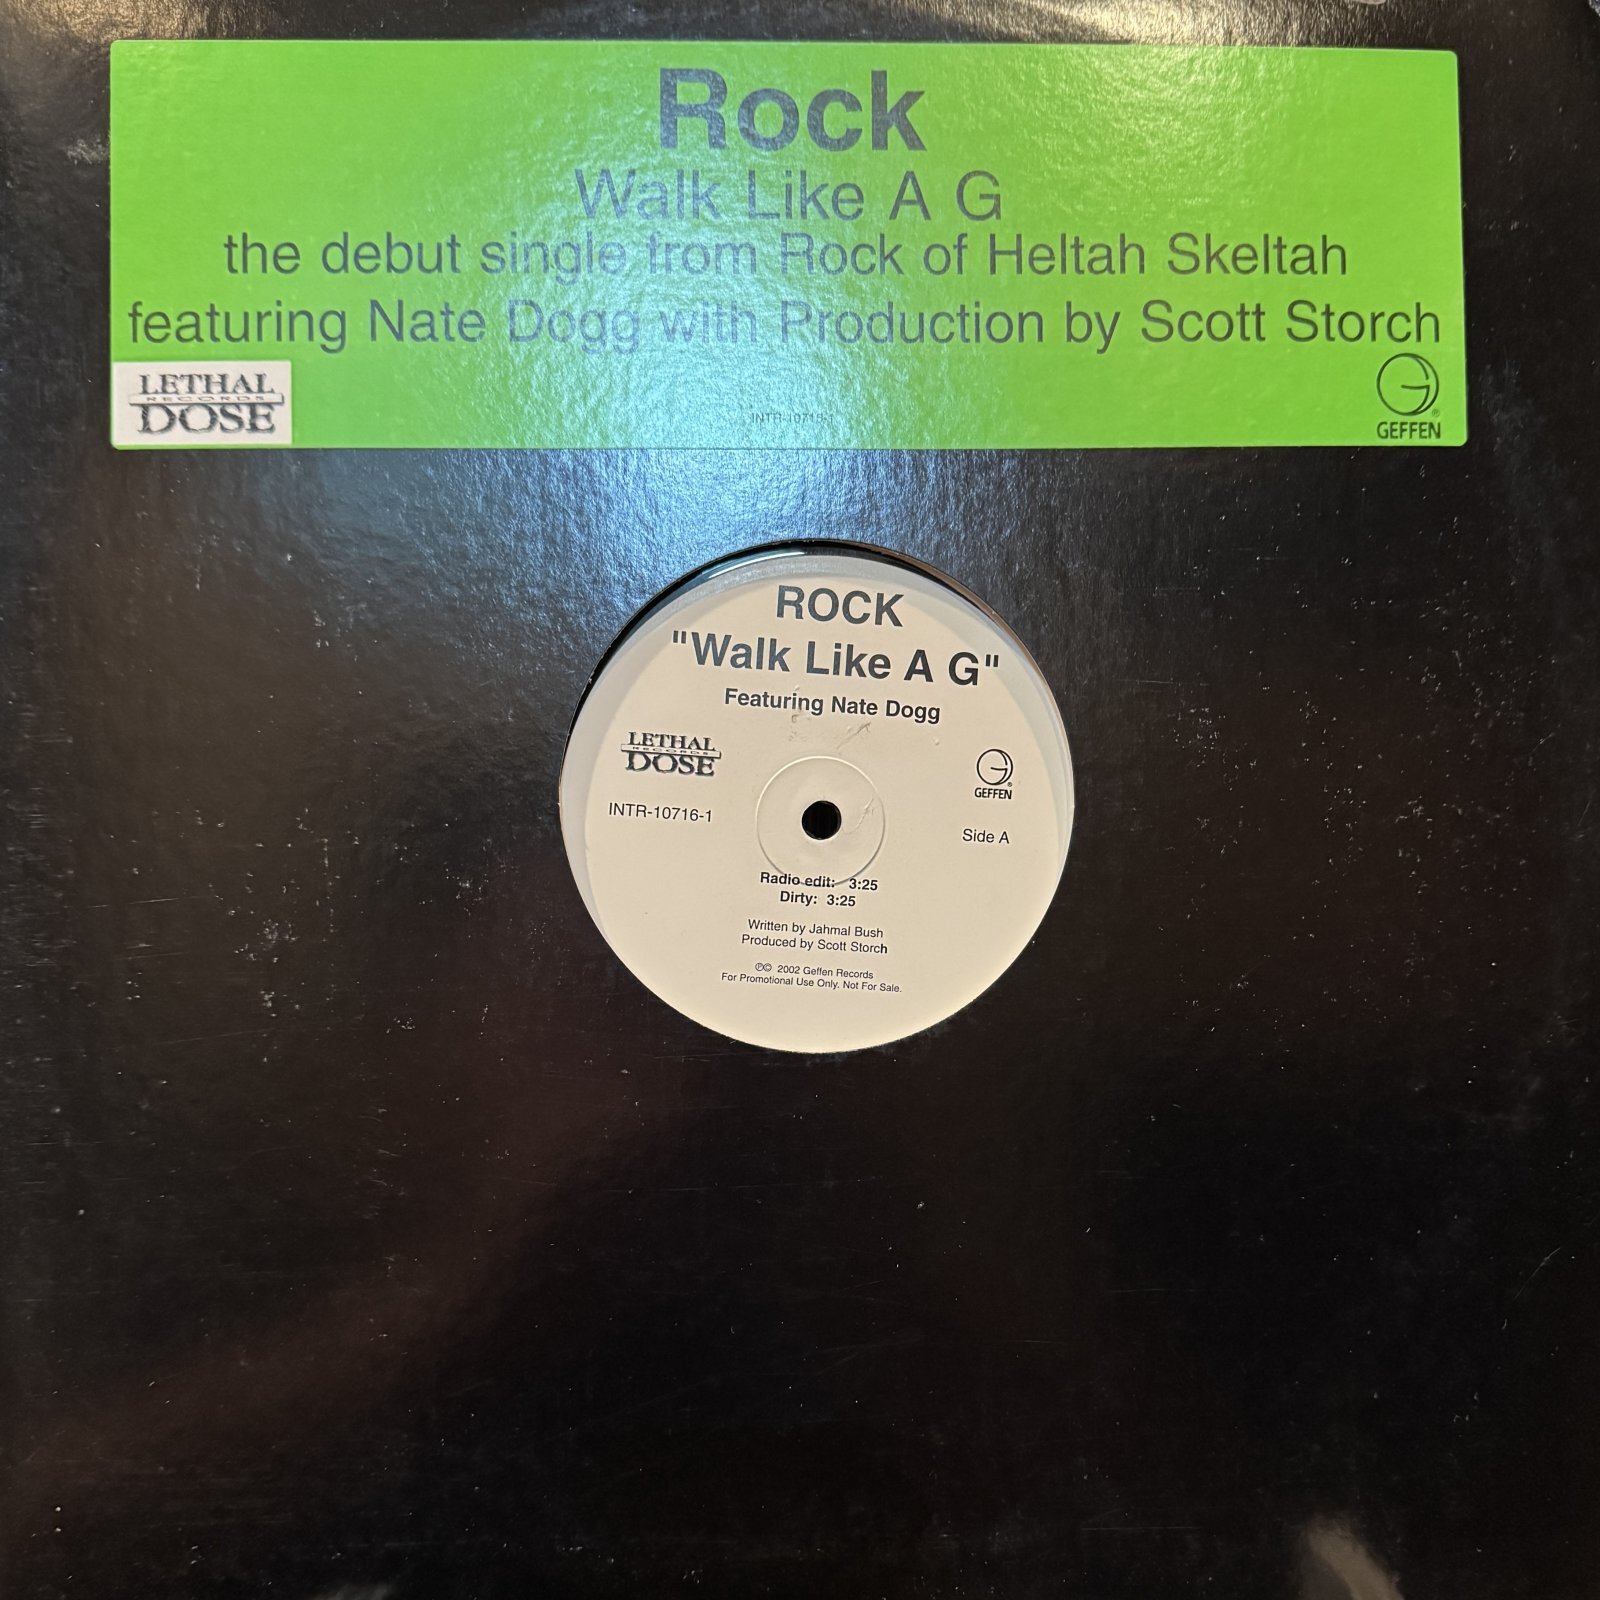 Rock
Walk Like A G
the debut single from Rock of Heltah Skeltah
featuring Nate Dogg with Production by Scott Storch
LETHAL
RECORDS
DOSE
GEFFEN
ROCK
"Walk Like A G"
Featuring Nate Dogg
LETHAL
RECORDS
DOSE
GEFFEN
INTR-10716-1
Side A
Radio edit: 3:25
Dirty: 3:25
Written by Jahmal Bush
Produced by Scott Storch
℗© 2002 Geffen Records
For Promotional Use Only. Not For Sale.